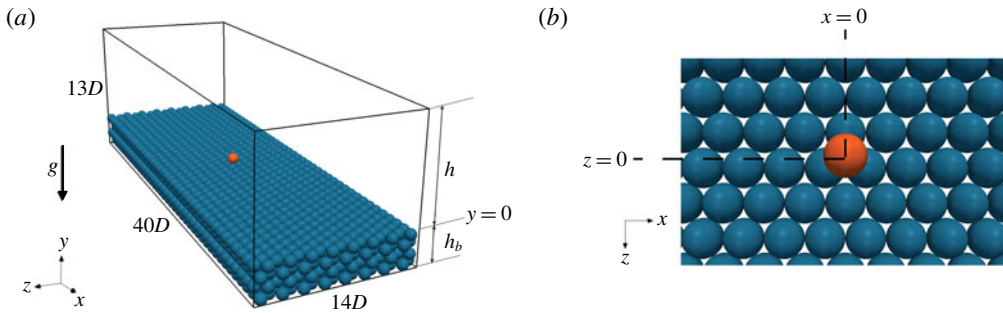 (a)
13D
g
h
y = 0
h_b
40D
14D
y
z
x
(b)
x = 0
z = 0
x
z